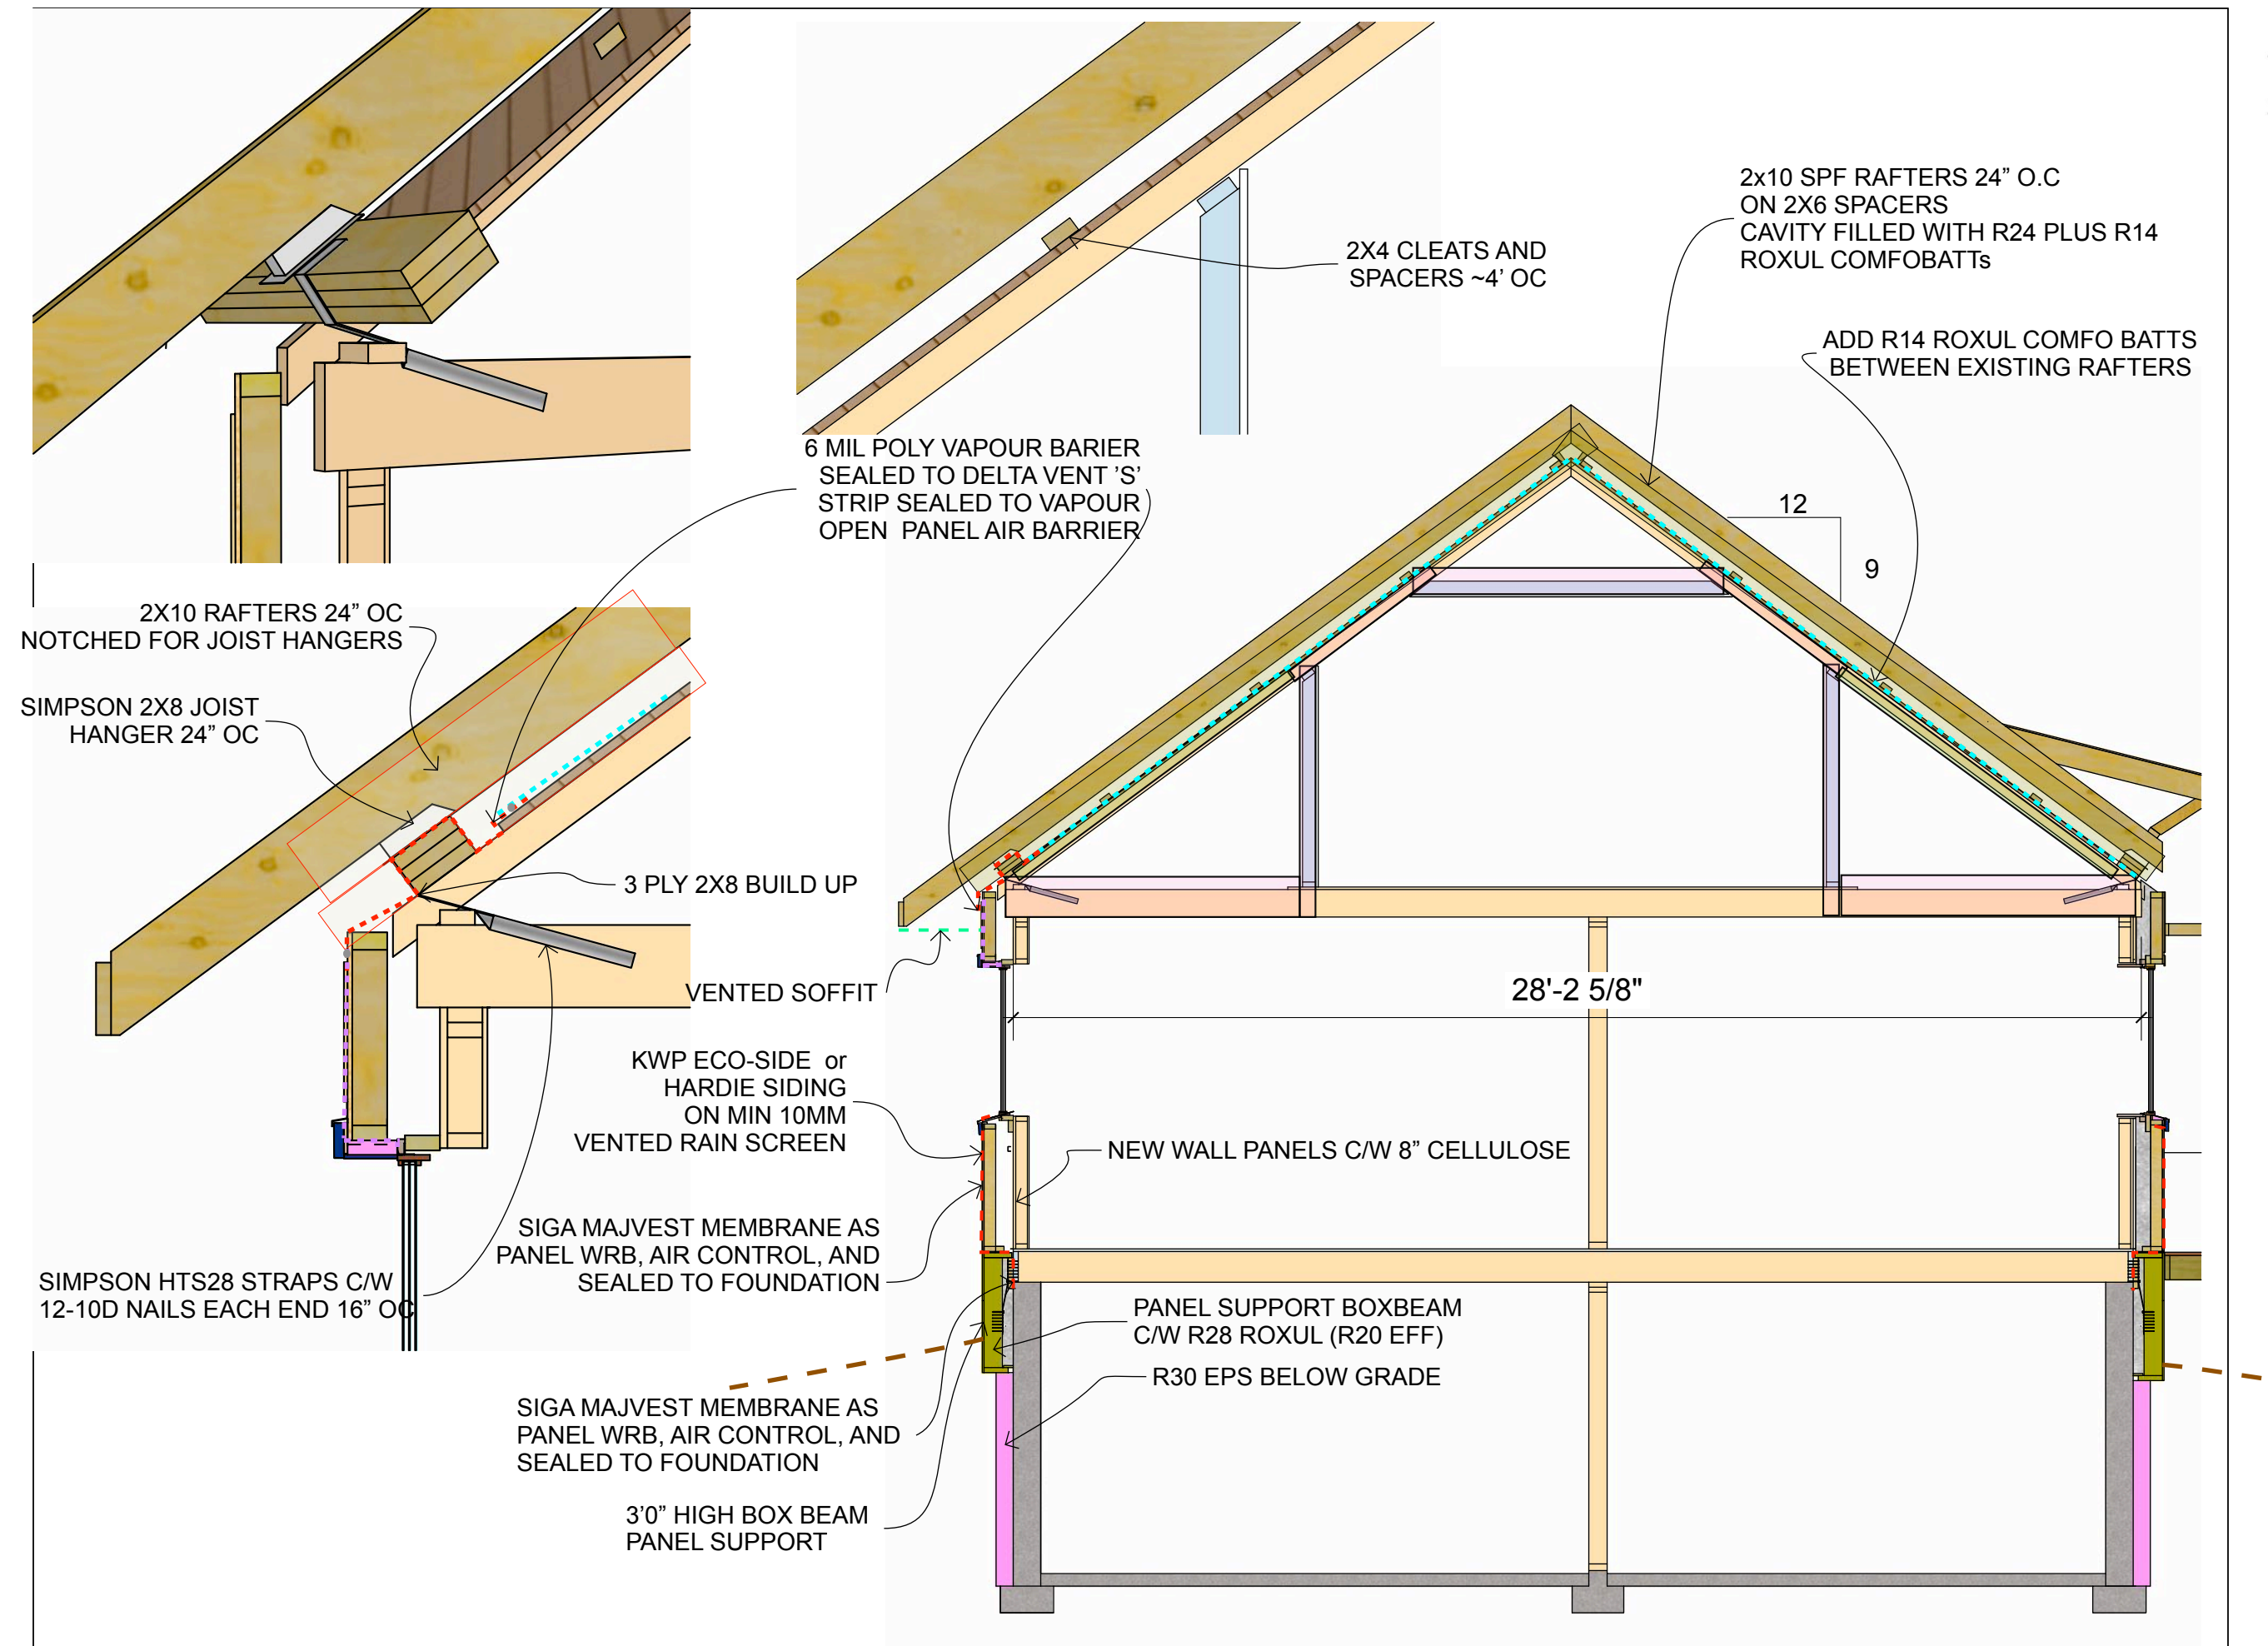 2x10 SPF RAFTERS 24” O.C
ON 2X6 SPACERS
CAVITY FILLED WITH R24 PLUS R14
ROXUL COMFOBATTs
2X4 CLEATS AND
SPACERS ~4’ OC
ADD R14 ROXUL COMFO BATTS
BETWEEN EXISTING RAFTERS
6 MIL POLY VAPOUR BARIER
SEALED TO DELTA VENT ’S’
STRIP SEALED TO VAPOUR
OPEN PANEL AIR BARRIER
12
9
2X10 RAFTERS 24” OC
NOTCHED FOR JOIST HANGERS
SIMPSON 2X8 JOIST
HANGER 24” OC
3 PLY 2X8 BUILD UP
VENTED SOFFIT
28'-2 5/8"
KWP ECO-SIDE or
HARDIE SIDING
ON MIN 10MM
VENTED RAIN SCREEN
NEW WALL PANELS C/W 8” CELLULOSE
SIGA MAJVEST MEMBRANE AS
PANEL WRB, AIR CONTROL, AND
SEALED TO FOUNDATION
SIMPSON HTS28 STRAPS C/W
12-10D NAILS EACH END 16” OC
PANEL SUPPORT BOXBEAM
C/W R28 ROXUL (R20 EFF)
R30 EPS BELOW GRADE
SIGA MAJVEST MEMBRANE AS
PANEL WRB, AIR CONTROL, AND
SEALED TO FOUNDATION
3’0” HIGH BOX BEAM
PANEL SUPPORT